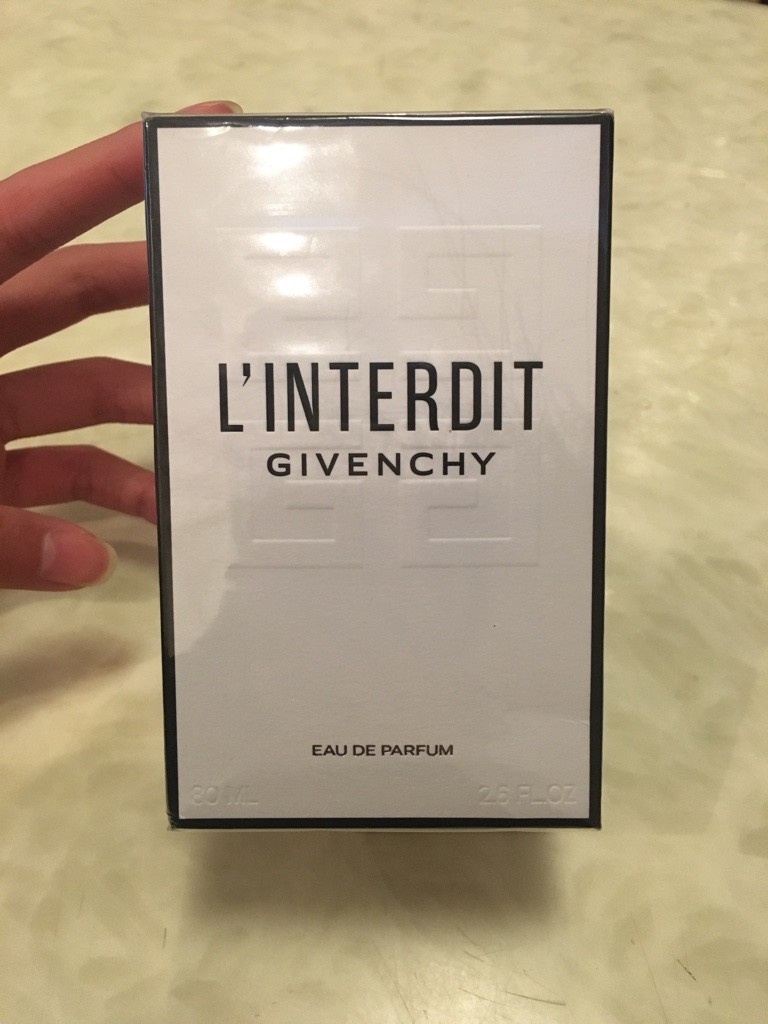 L'INTERDIT
GIVENCHY
EAU DE PARFUM
80 ML 2.6 FL.OZ